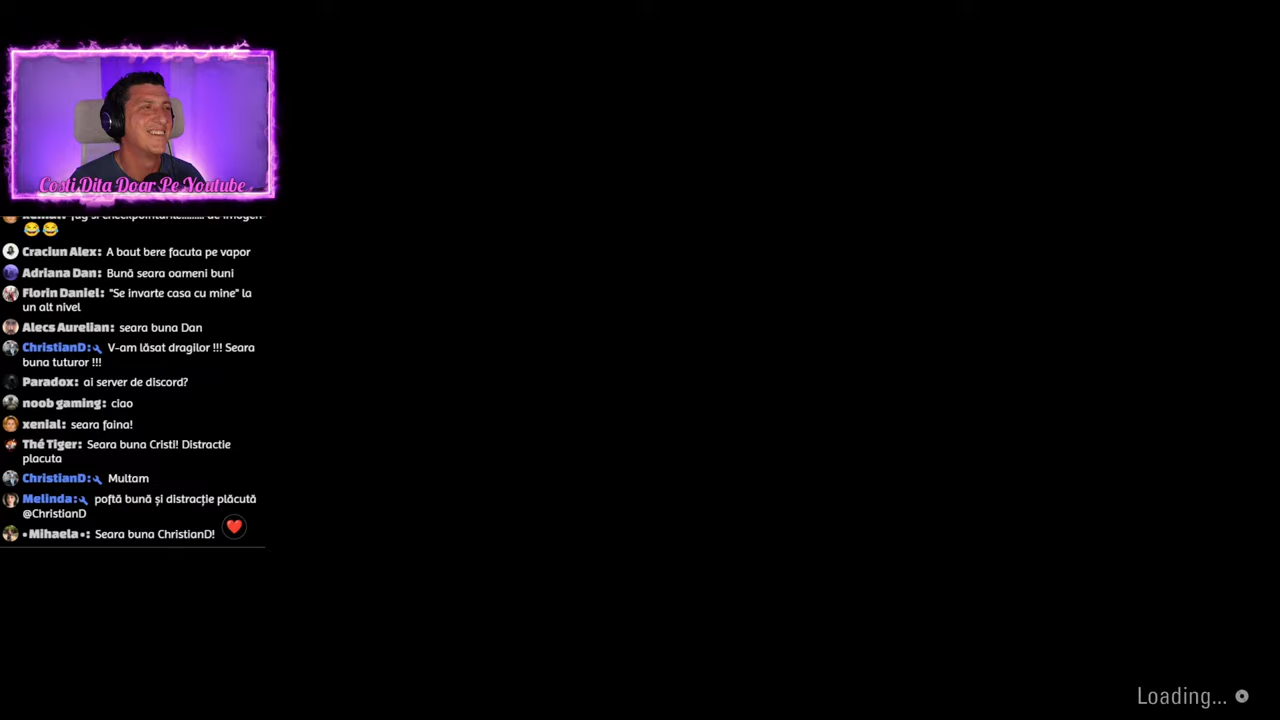 Costi Dita Doar Pe Youtube
si checkpointurile
Craciun Alex: A baut bere facuta pe vapor
Adriana Dan: Bună seara oameni buni
Florin Daniel: "Se invarte casa cu mine" la
un alt nivel
Alecs Aurelian: seara buna Dan
ChristianD: V-am lăsat dragilor !!! Seara
buna tuturor !!!
Paradox: ai server de discord?
noob gaming: ciao
xenial: seara faina!
Thé Tiger: Seara buna Cristi! Distractie
placuta
ChristianD: Multam
Melinda: poftă bună și distracție plăcută
@ChristianD
•Mihaela•: Seara buna ChristianD!
Loading...